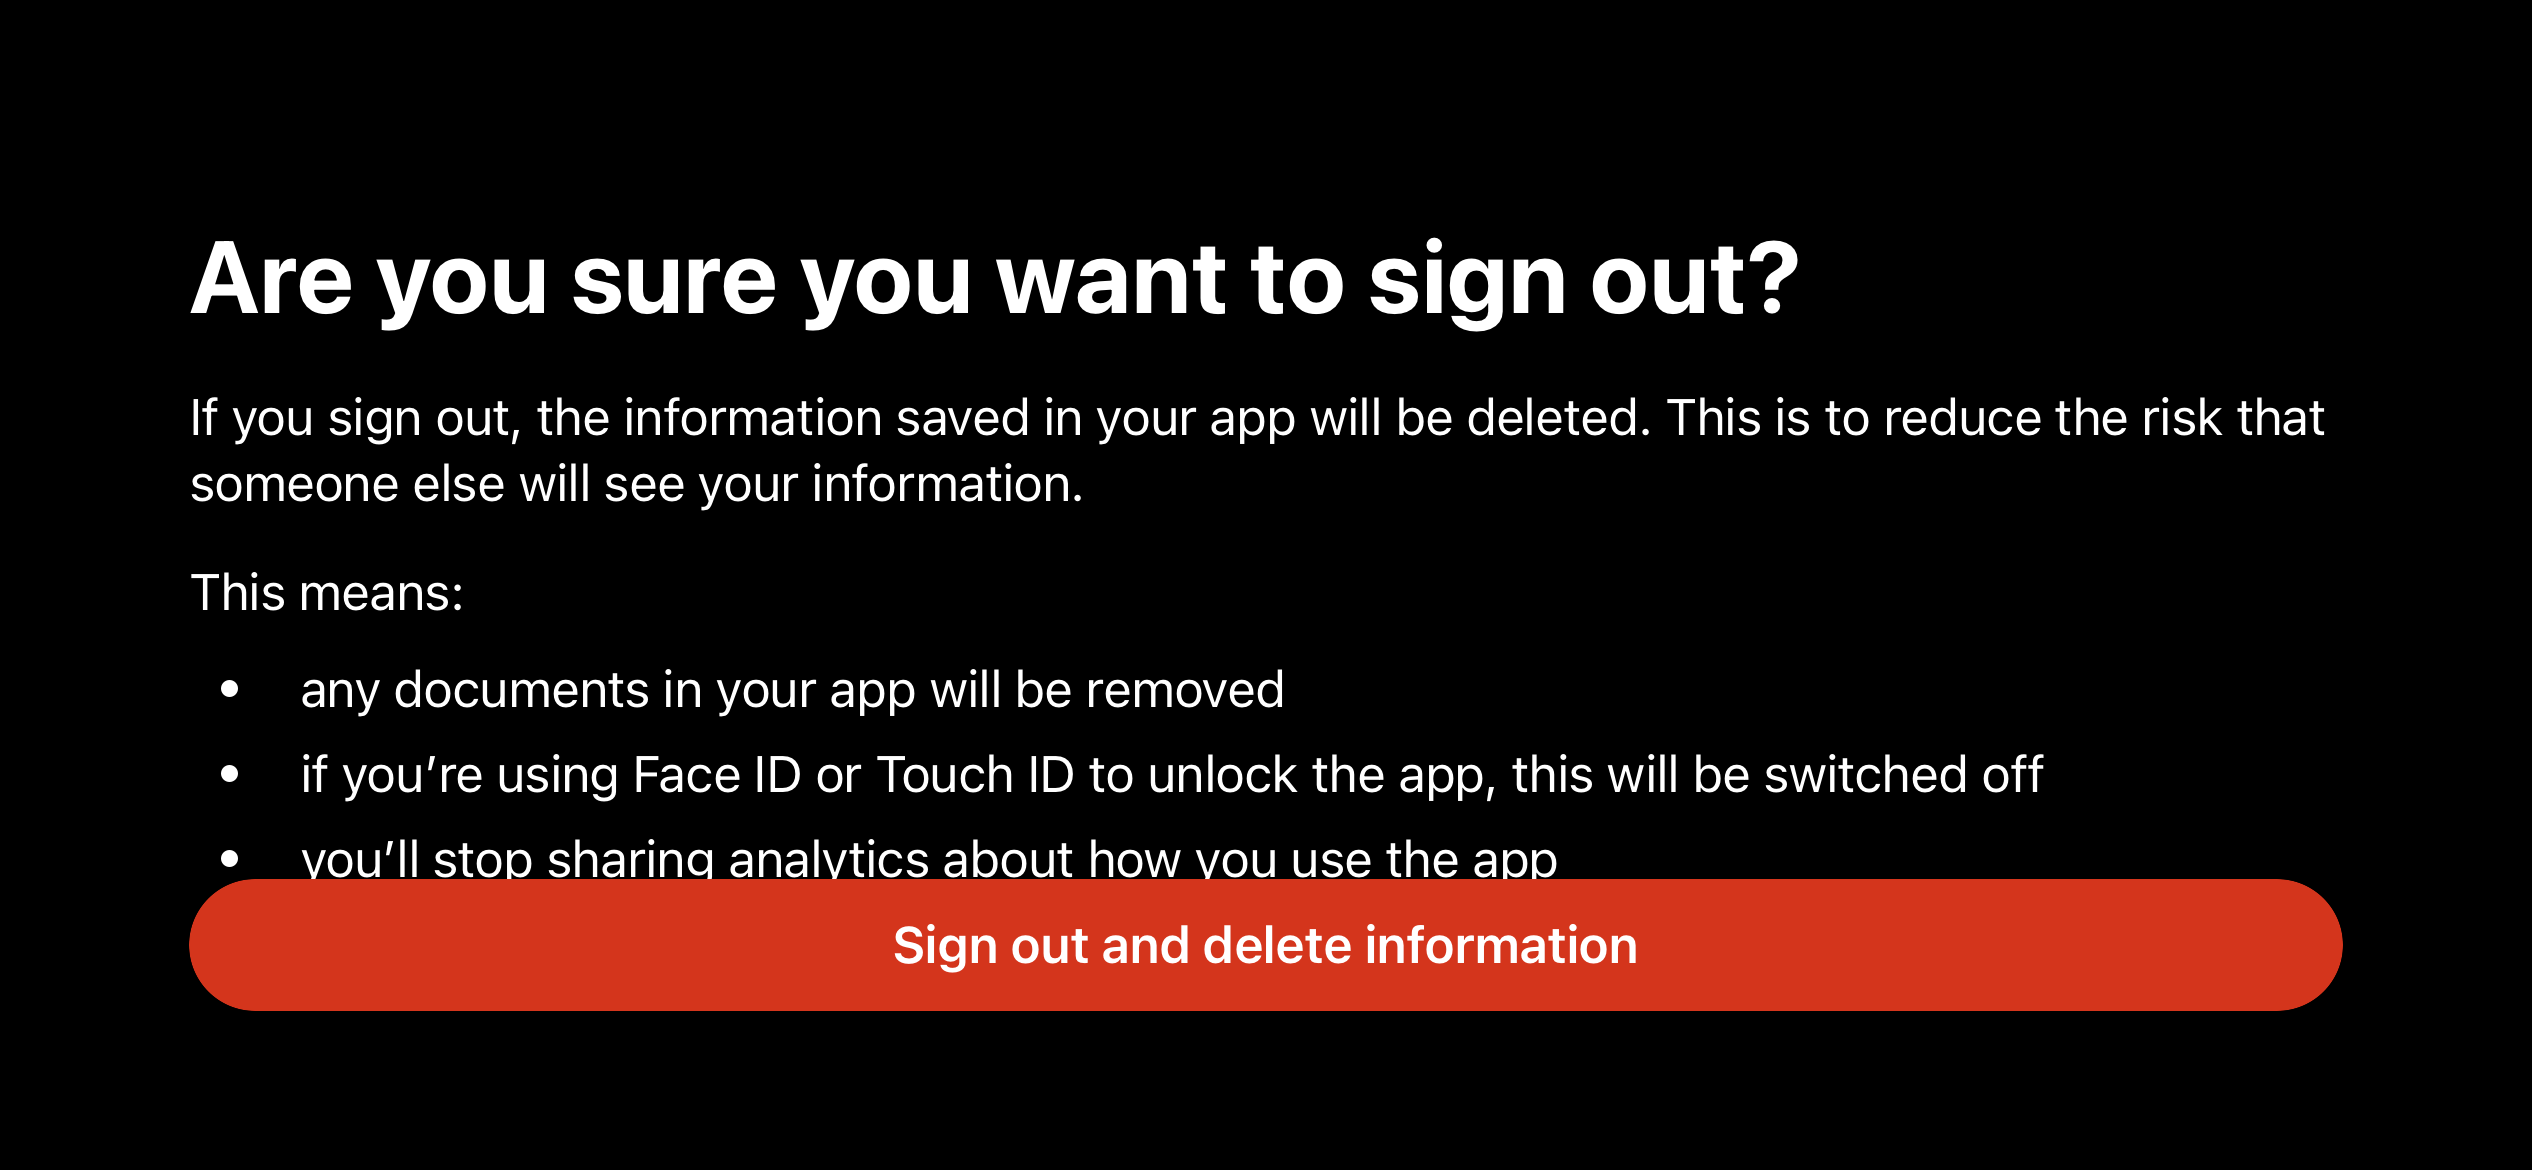 Are you sure you want to sign out?
If you sign out, the information saved in your app will be deleted. This is to reduce the risk that
someone else will see your information.
This means:
• any documents in your app will be removed
• if you’re using Face ID or Touch ID to unlock the app, this will be switched off
• you’ll stop sharing analytics about how you use the app
Sign out and delete information